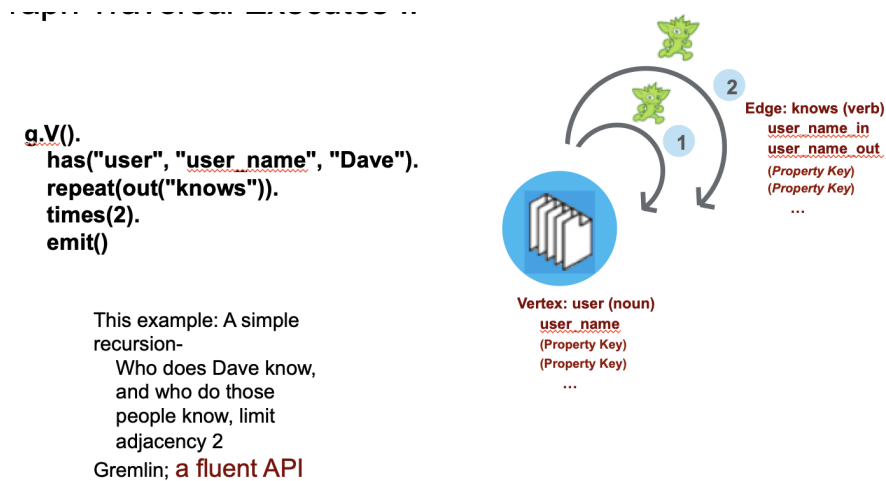 g.V().
has("user", "user_name", "Dave").
repeat(out("knows")).
times(2).
emit()
This example: A simple
recursion-
Who does Dave know,
and who do those
people know, limit
adjacency 2
Gremlin; a fluent API
2
1
Edge: knows (verb)
user_name_in
user_name_out
(Property Key)
(Property Key)
...
Vertex: user (noun)
user_name
(Property Key)
(Property Key)
...